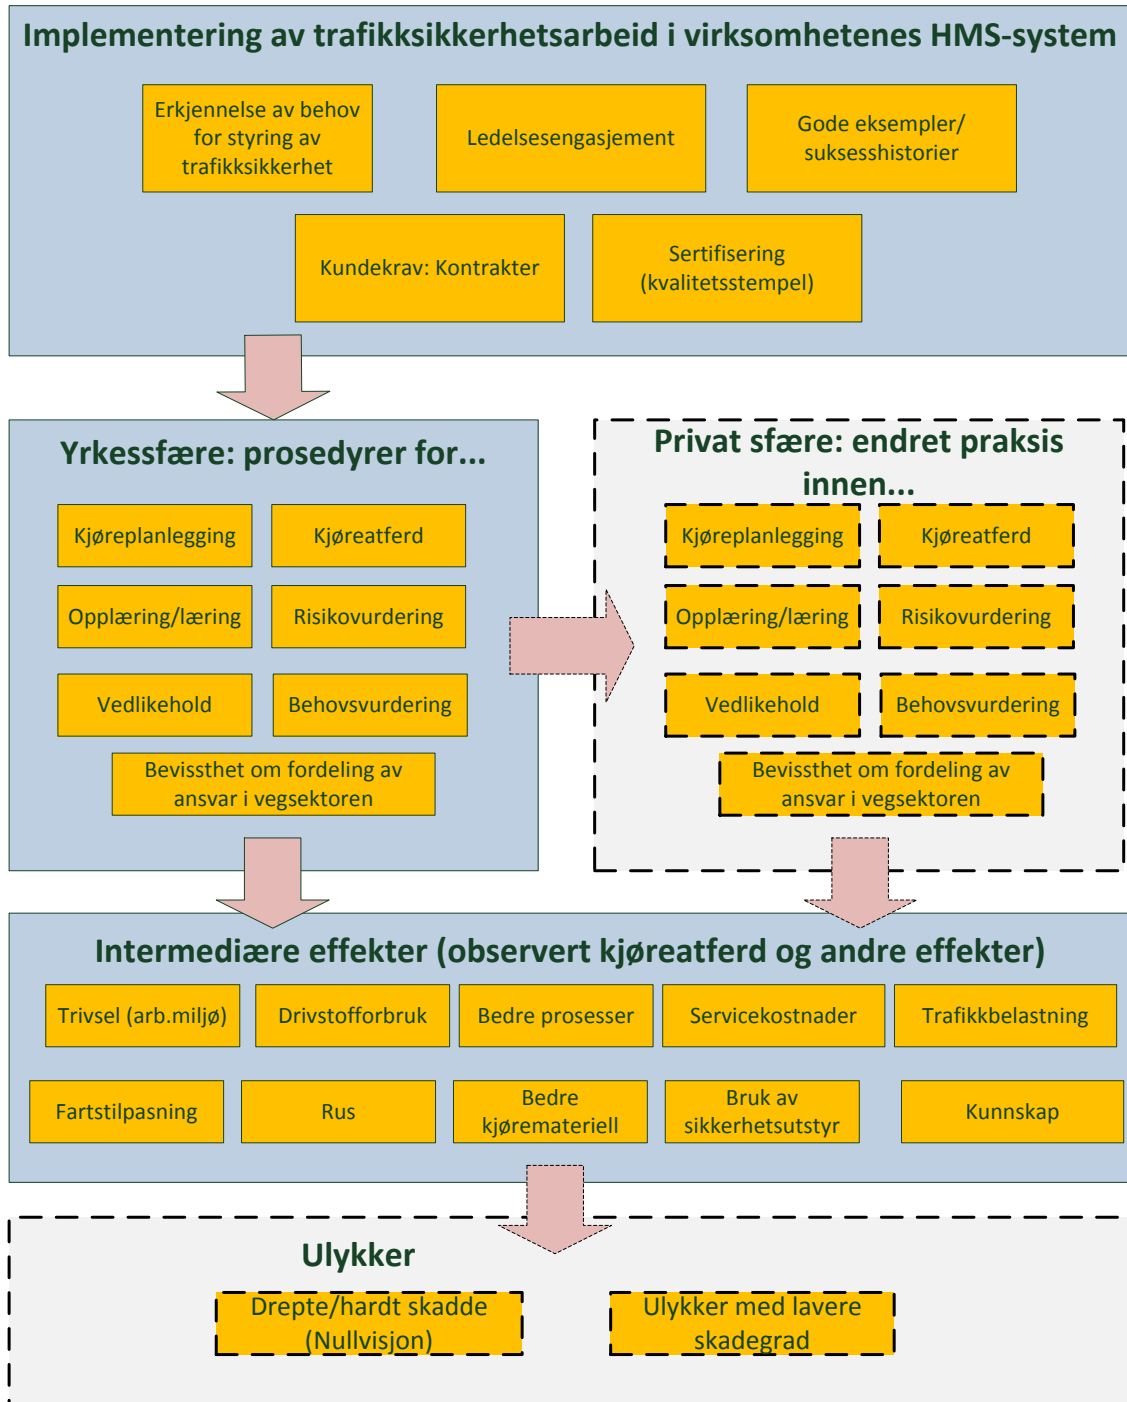 Implementering av trafikksikkerhetsarbeid i virksomhetenes HMS-system
Erkjennelse av behov
for styring av
trafikksikkerhet
Ledelsesengasjement
Gode eksempler/
suksesshistorier
Kundekrav: Kontrakter
Sertifisering
(kvalitetsstempel)
Yrkessfære: prosedyrer for...
Kjøreplanlegging
Kjøreatferd
Opplæring/læring
Risikovurdering
Vedlikehold
Behovsvurdering
Bevissthet om fordeling av
ansvar i vegsektoren
Privat sfære: endret praksis
innen...
Kjøreplanlegging
Kjøreatferd
Opplæring/læring
Risikovurdering
Vedlikehold
Behovsvurdering
Bevissthet om fordeling av
ansvar i vegsektoren
Intermediære effekter (observert kjøreatferd og andre effekter)
Trivsel (arb.miljø)
Drivstofforbruk
Bedre prosesser
Servicekostnader
Trafikkbelastning
Fartstilpasning
Rus
Bedre
kjøremateriell
Bruk av
sikkerhetsutstyr
Kunnskap
Ulykker
Drepte/hardt skadde
(Nullvisjon)
Ulykker med lavere
skadegrad